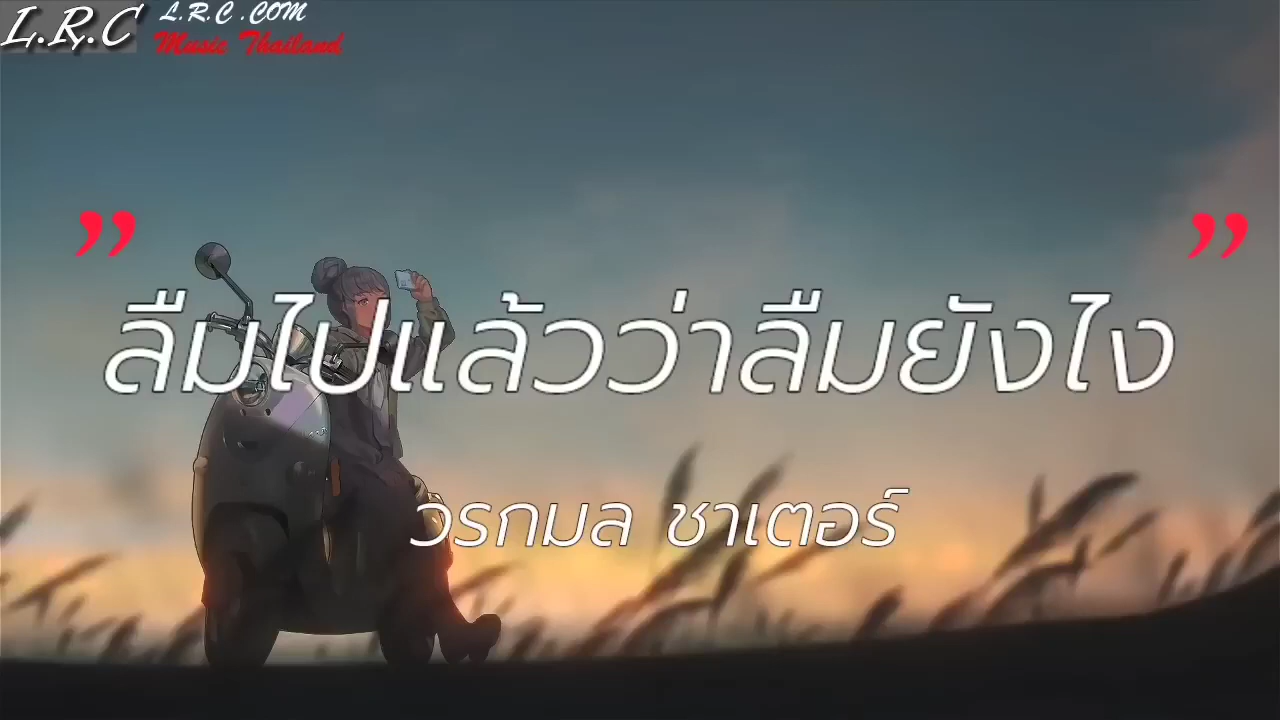 L.R.C
L.R.C .COM
Music Thailand
” ”
ลืมไปแล้วว่าลืมยังไง
วรกมล ชาเตอร์